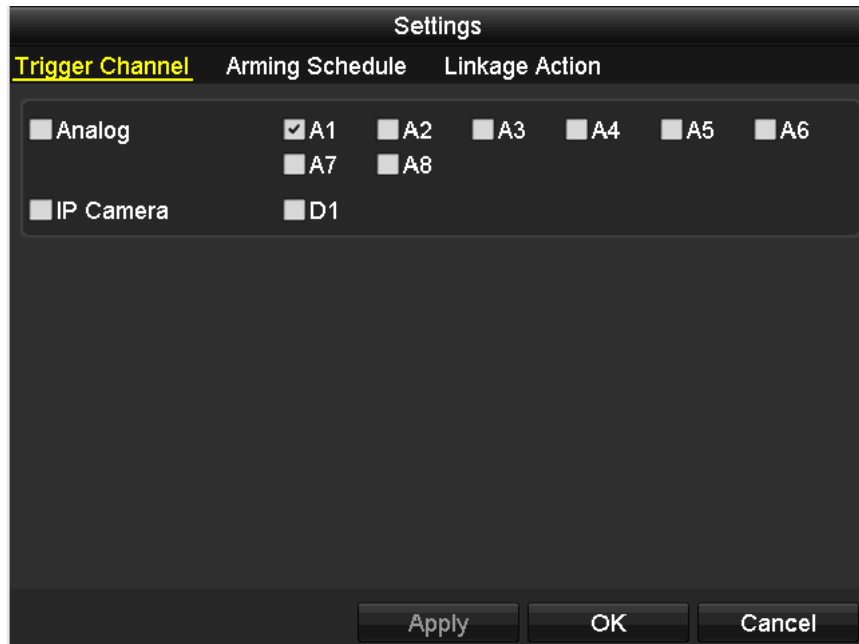 Settings
Trigger Channel Arming Schedule Linkage Action
Analog A1 A2 A3 A4 A5 A6
A7 A8
IP Camera D1
Apply OK Cancel